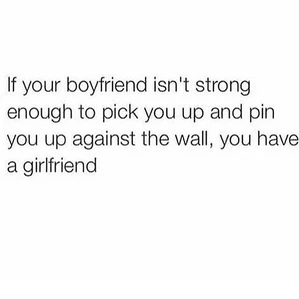 If your boyfriend isn't strong
enough to pick you up and pin
you up against the wall, you have
a girlfriend